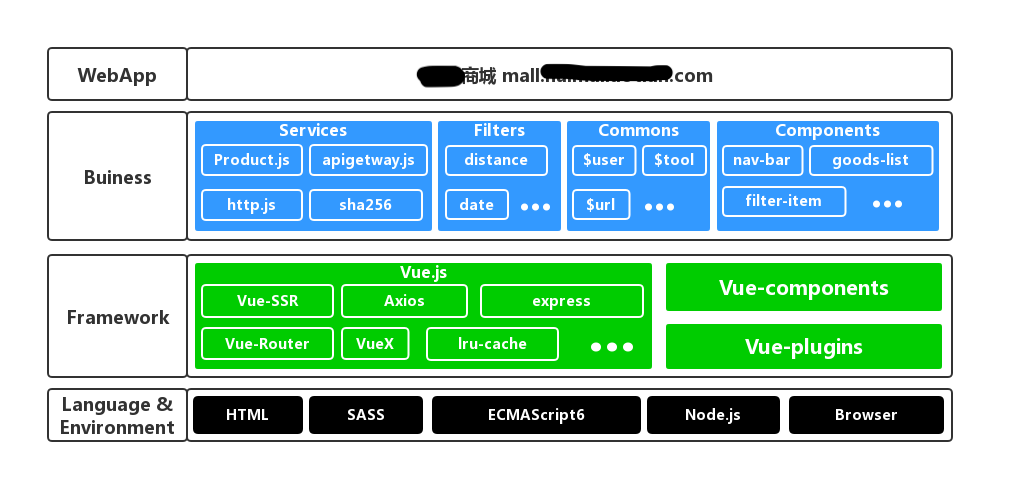 WebApp
商城 mall. .com
Services
Filters
Commons
Components
Product.js
apigetway.js
distance
$user
$tool
nav-bar
goods-list
Buiness
http.js
sha256
date
$url
filter-item
Vue.js
Vue-SSR
Axios
express
Vue-components
Framework
Vue-Router
VueX
lru-cache
Vue-plugins
Language &
Environment
HTML
SASS
ECMAScript6
Node.js
Browser